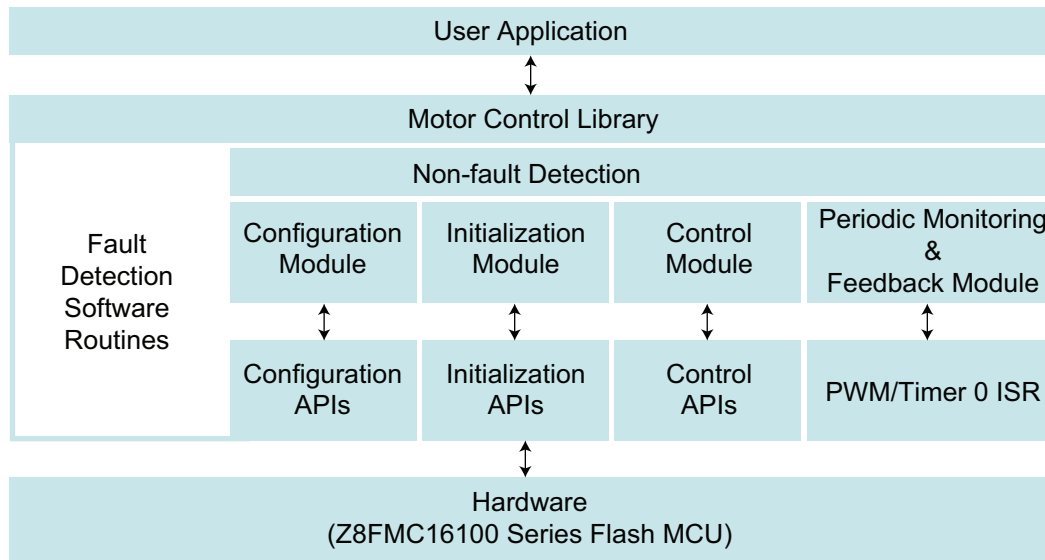 User Application
Motor Control Library
Non-fault Detection
Fault
Detection
Software
Routines
Configuration
Module
Initialization
Module
Control
Module
Periodic Monitoring
&
Feedback Module
Configuration
APIs
Initialization
APIs
Control
APIs
PWM/Timer 0 ISR
Hardware
(Z8FMC16100 Series Flash MCU)